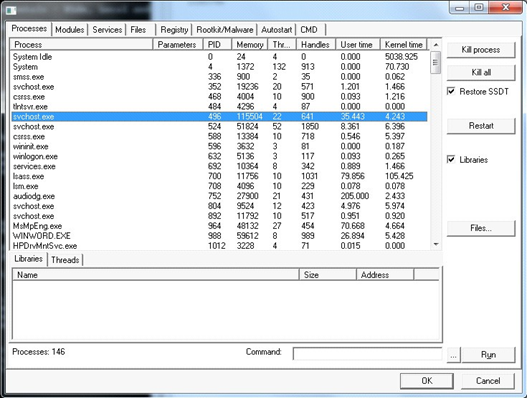 Processes Modules Services Files Registry Rootkit/Malware Autostart CMD
Process Parameters PID Memory Thr... Handles User time Kernel time
System Idle 0 24 4 0 0.000 5038.925
System 4 1372 132 913 0.000 70.730
smss.exe 336 900 2 35 0.000 0.062
svchost.exe 352 19236 20 571 1.201 1.466
csrss.exe 468 4004 10 900 0.093 1.216
tlntsvr.exe 484 4296 4 87 0.000 0.000
svchost.exe 496 115504 22 641 35.443 4.243
svchost.exe 524 51824 52 1850 8.361 6.396
csrss.exe 588 13384 10 718 0.546 5.397
wininit.exe 596 3632 3 81 0.000 0.187
winlogon.exe 632 5136 3 117 0.093 0.265
services.exe 692 10364 8 342 0.889 1.466
lsass.exe 700 11756 10 1031 79.856 105.425
lsm.exe 708 4096 10 229 0.078 0.078
audiodg.exe 752 27900 21 431 205.000 2.433
svchost.exe 804 9524 12 423 4.976 5.974
svchost.exe 892 11792 10 517 0.951 0.920
MsMpEng.exe 964 48132 27 454 70.668 4.664
WINWORD.EXE 988 59612 8 989 26.894 5.428
HPDrvMntSvc.exe 1012 3228 4 71 0.015 0.000
Kill process
Kill all
Restore SSDT
Restart
Libraries
Files...
Libraries Threads
Name Size Address
Processes: 146 Command: ... Run
OK Cancel